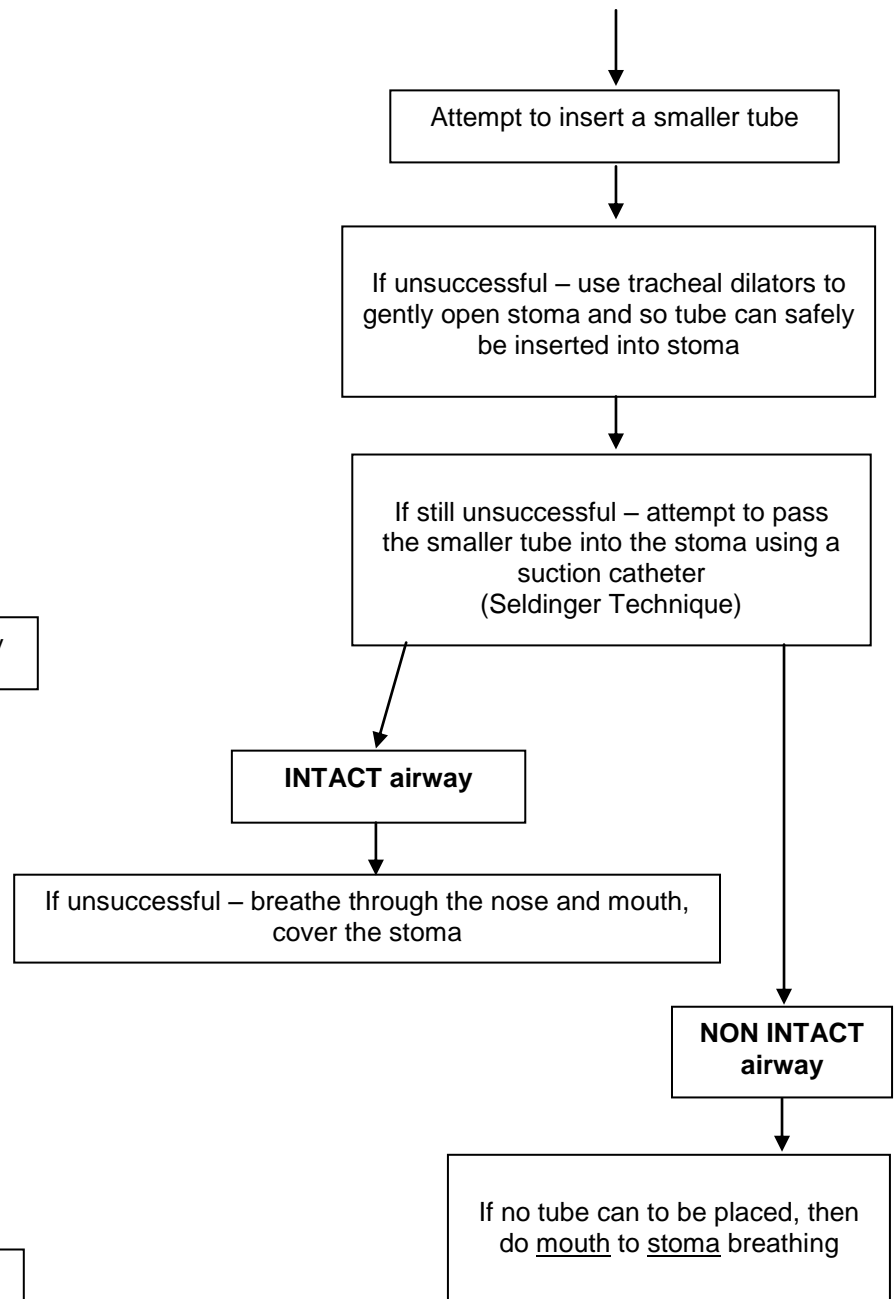 Attempt to insert a smaller tube
If unsuccessful – use tracheal dilators to
gently open stoma and so tube can safely
be inserted into stoma
If still unsuccessful – attempt to pass
the smaller tube into the stoma using a
suction catheter
(Seldinger Technique)
INTACT airway
If unsuccessful – breathe through the nose and mouth,
cover the stoma
NON INTACT
airway
If no tube can to be placed, then
do mouth to stoma breathing